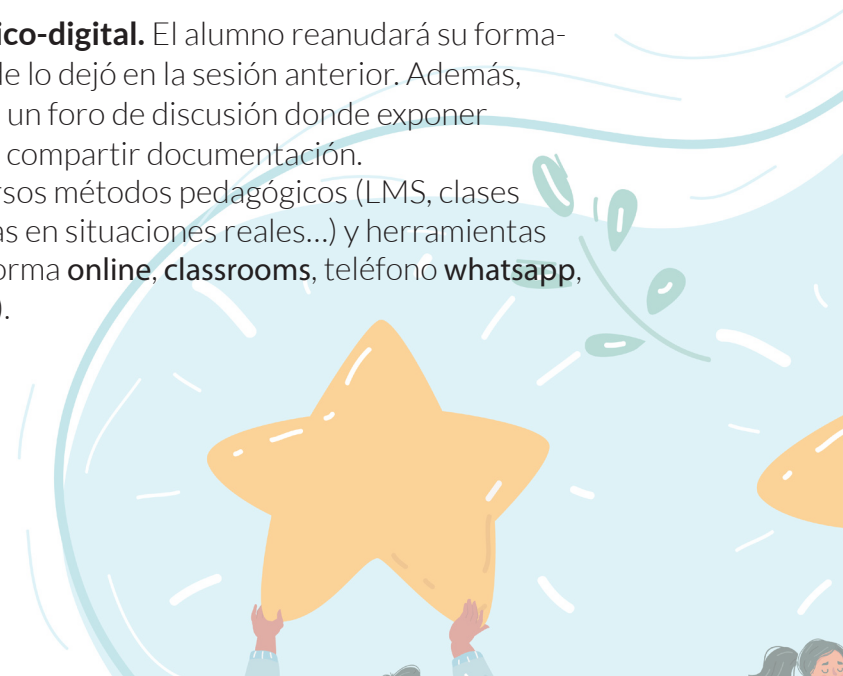 ico-digital. El alumno reanudará su forma-
le lo dejó en la sesión anterior. Además,
un foro de discusión donde exponer
compartir documentación.
rsos métodos pedagógicos (LMS, clases
as en situaciones reales...) y herramientas
orma online, classrooms, teléfono whatsapp,
).